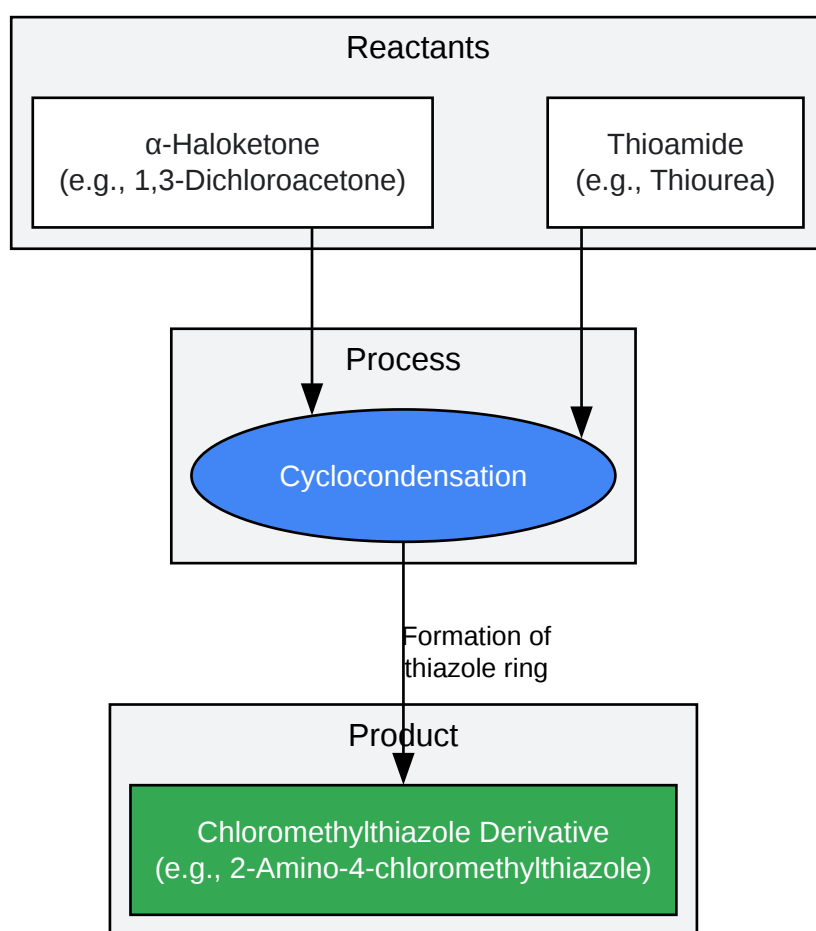 Reactants
α-Haloketone
(e.g., 1,3-Dichloroacetone)
Thioamide
(e.g., Thiourea)
Process
Cyclocondensation
Formation of
thiazole ring
Product
Chloromethylthiazole Derivative
(e.g., 2-Amino-4-chloromethylthiazole)